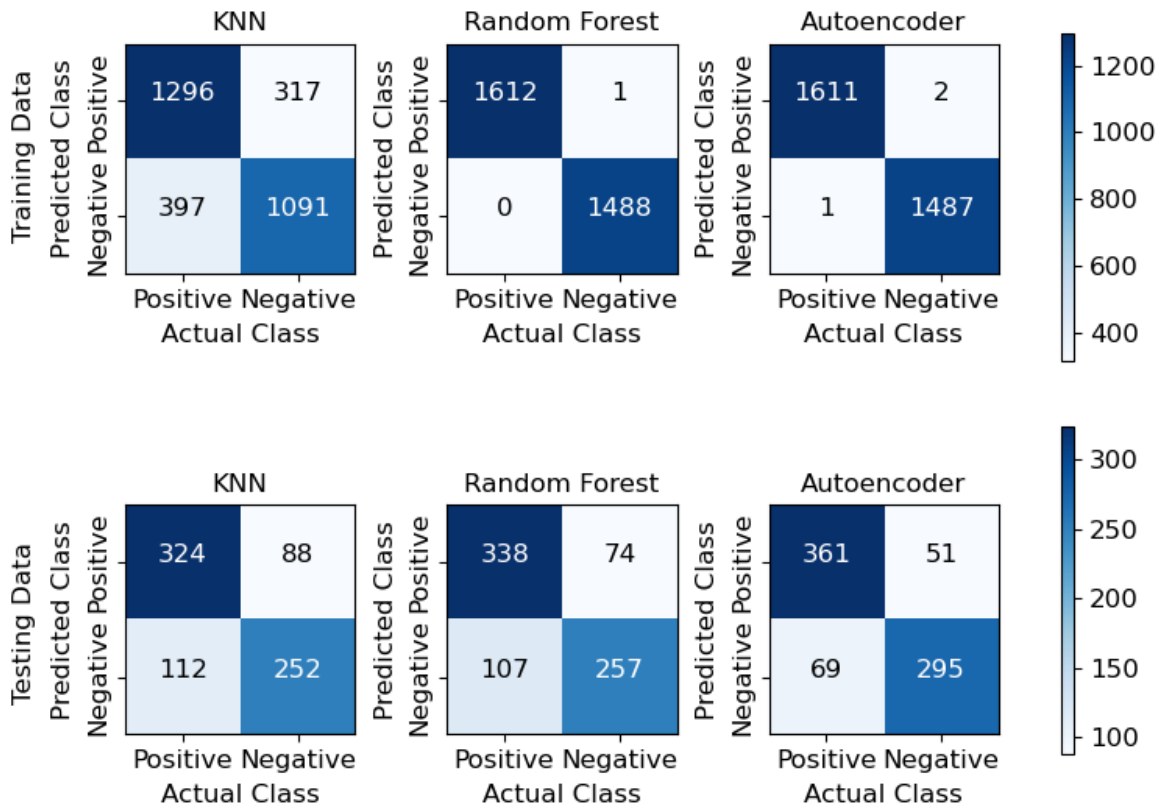 KNN
Random Forest
Autoencoder
Training Data
Predicted Class
Negative Positive
1296 317
397 1091
Positive Negative
Actual Class
Predicted Class
Negative Positive
1612 1
0 1488
Positive Negative
Actual Class
Predicted Class
Negative Positive
1611 2
1 1487
Positive Negative
Actual Class
1200
1000
800
600
400
KNN
Random Forest
Autoencoder
Testing Data
Predicted Class
Negative Positive
324 88
112 252
Positive Negative
Actual Class
Predicted Class
Negative Positive
338 74
107 257
Positive Negative
Actual Class
Predicted Class
Negative Positive
361 51
69 295
Positive Negative
Actual Class
300
250
200
150
100